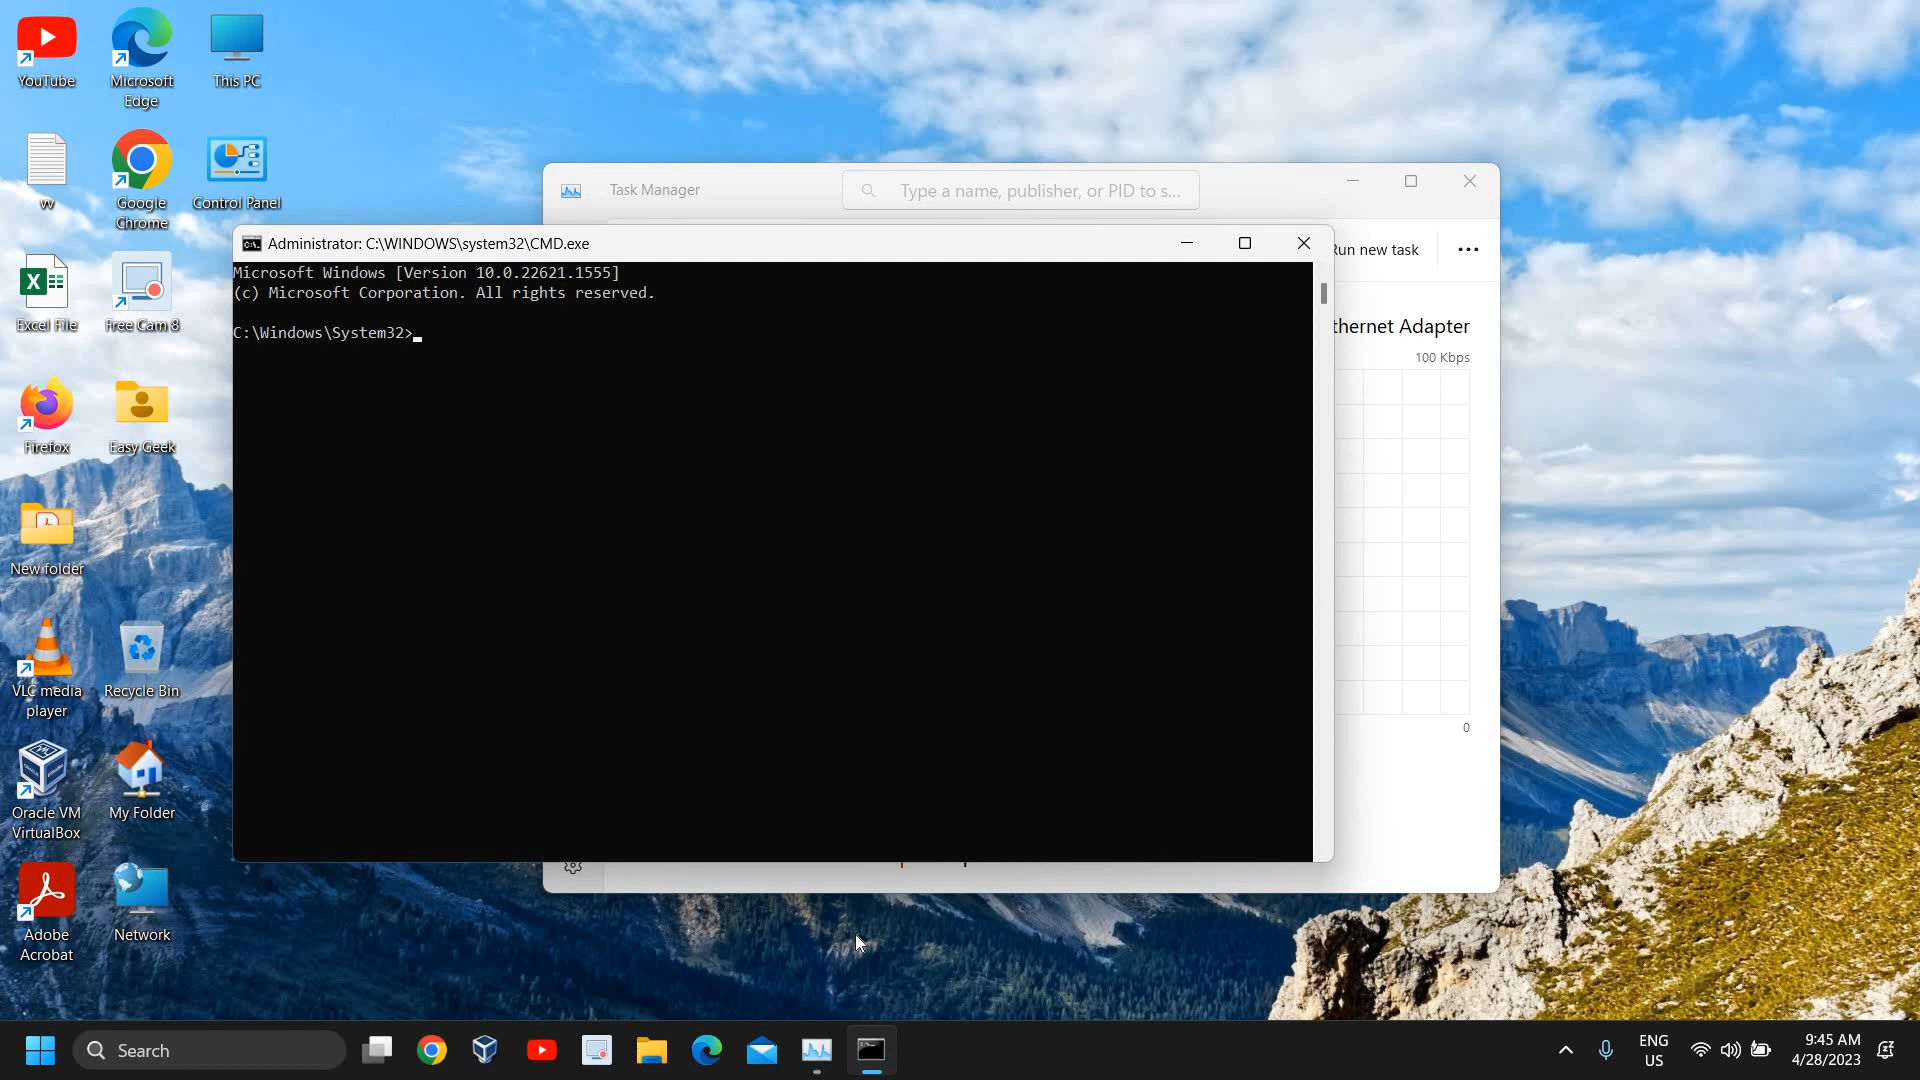 YouTube
Microsoft
Edge
This PC
vv
Google
Chrome
Control Panel
Excel File
Free Cam 8
Firefox
Easy Geek
New folder
VLC media
player
Recycle Bin
Oracle VM
VirtualBox
My Folder
Adobe
Acrobat
Network
Task Manager
Type a name, publisher, or PID to s...
Run new task
thernet Adapter
100 Kbps
0
Administrator: C:\WINDOWS\system32\CMD.exe
Microsoft Windows [Version 10.0.22621.1555]
(c) Microsoft Corporation. All rights reserved.
C:\Windows\System32>
Search
ENG
US
9:45 AM
4/28/2023